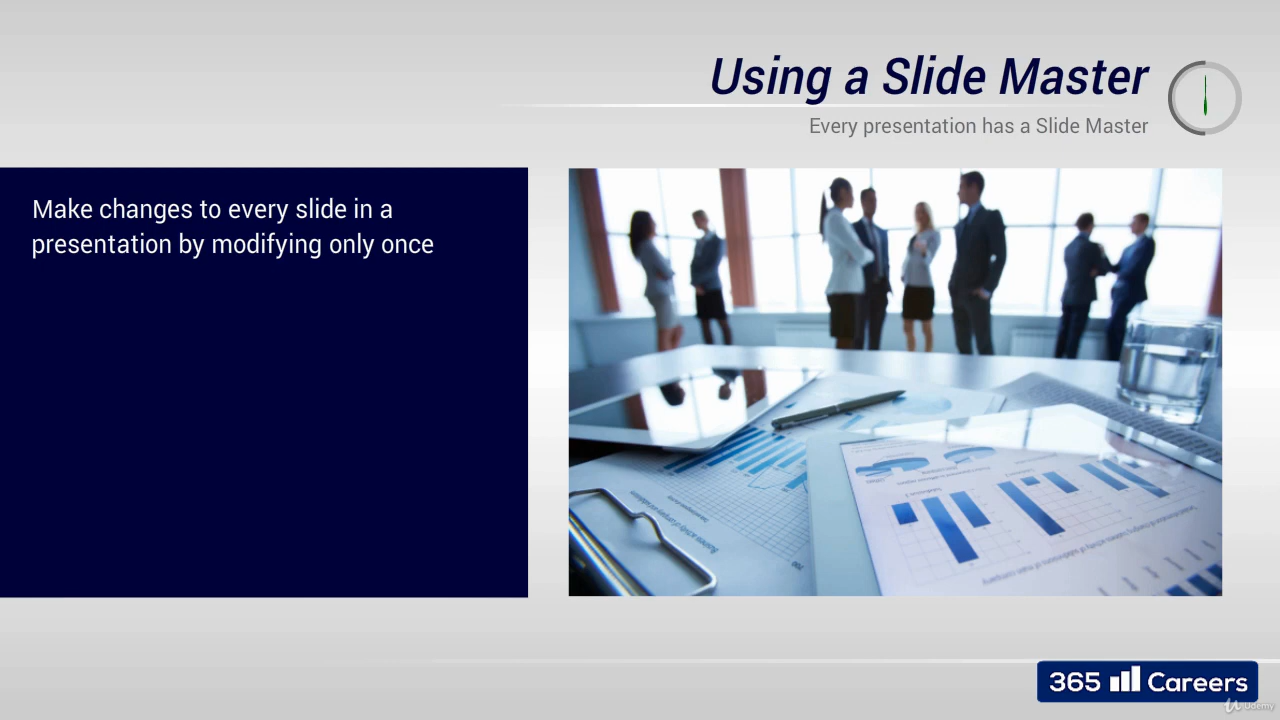 Using a Slide Master
Every presentation has a Slide Master
Make changes to every slide in a
presentation by modifying only once
365 Careers
Udemy